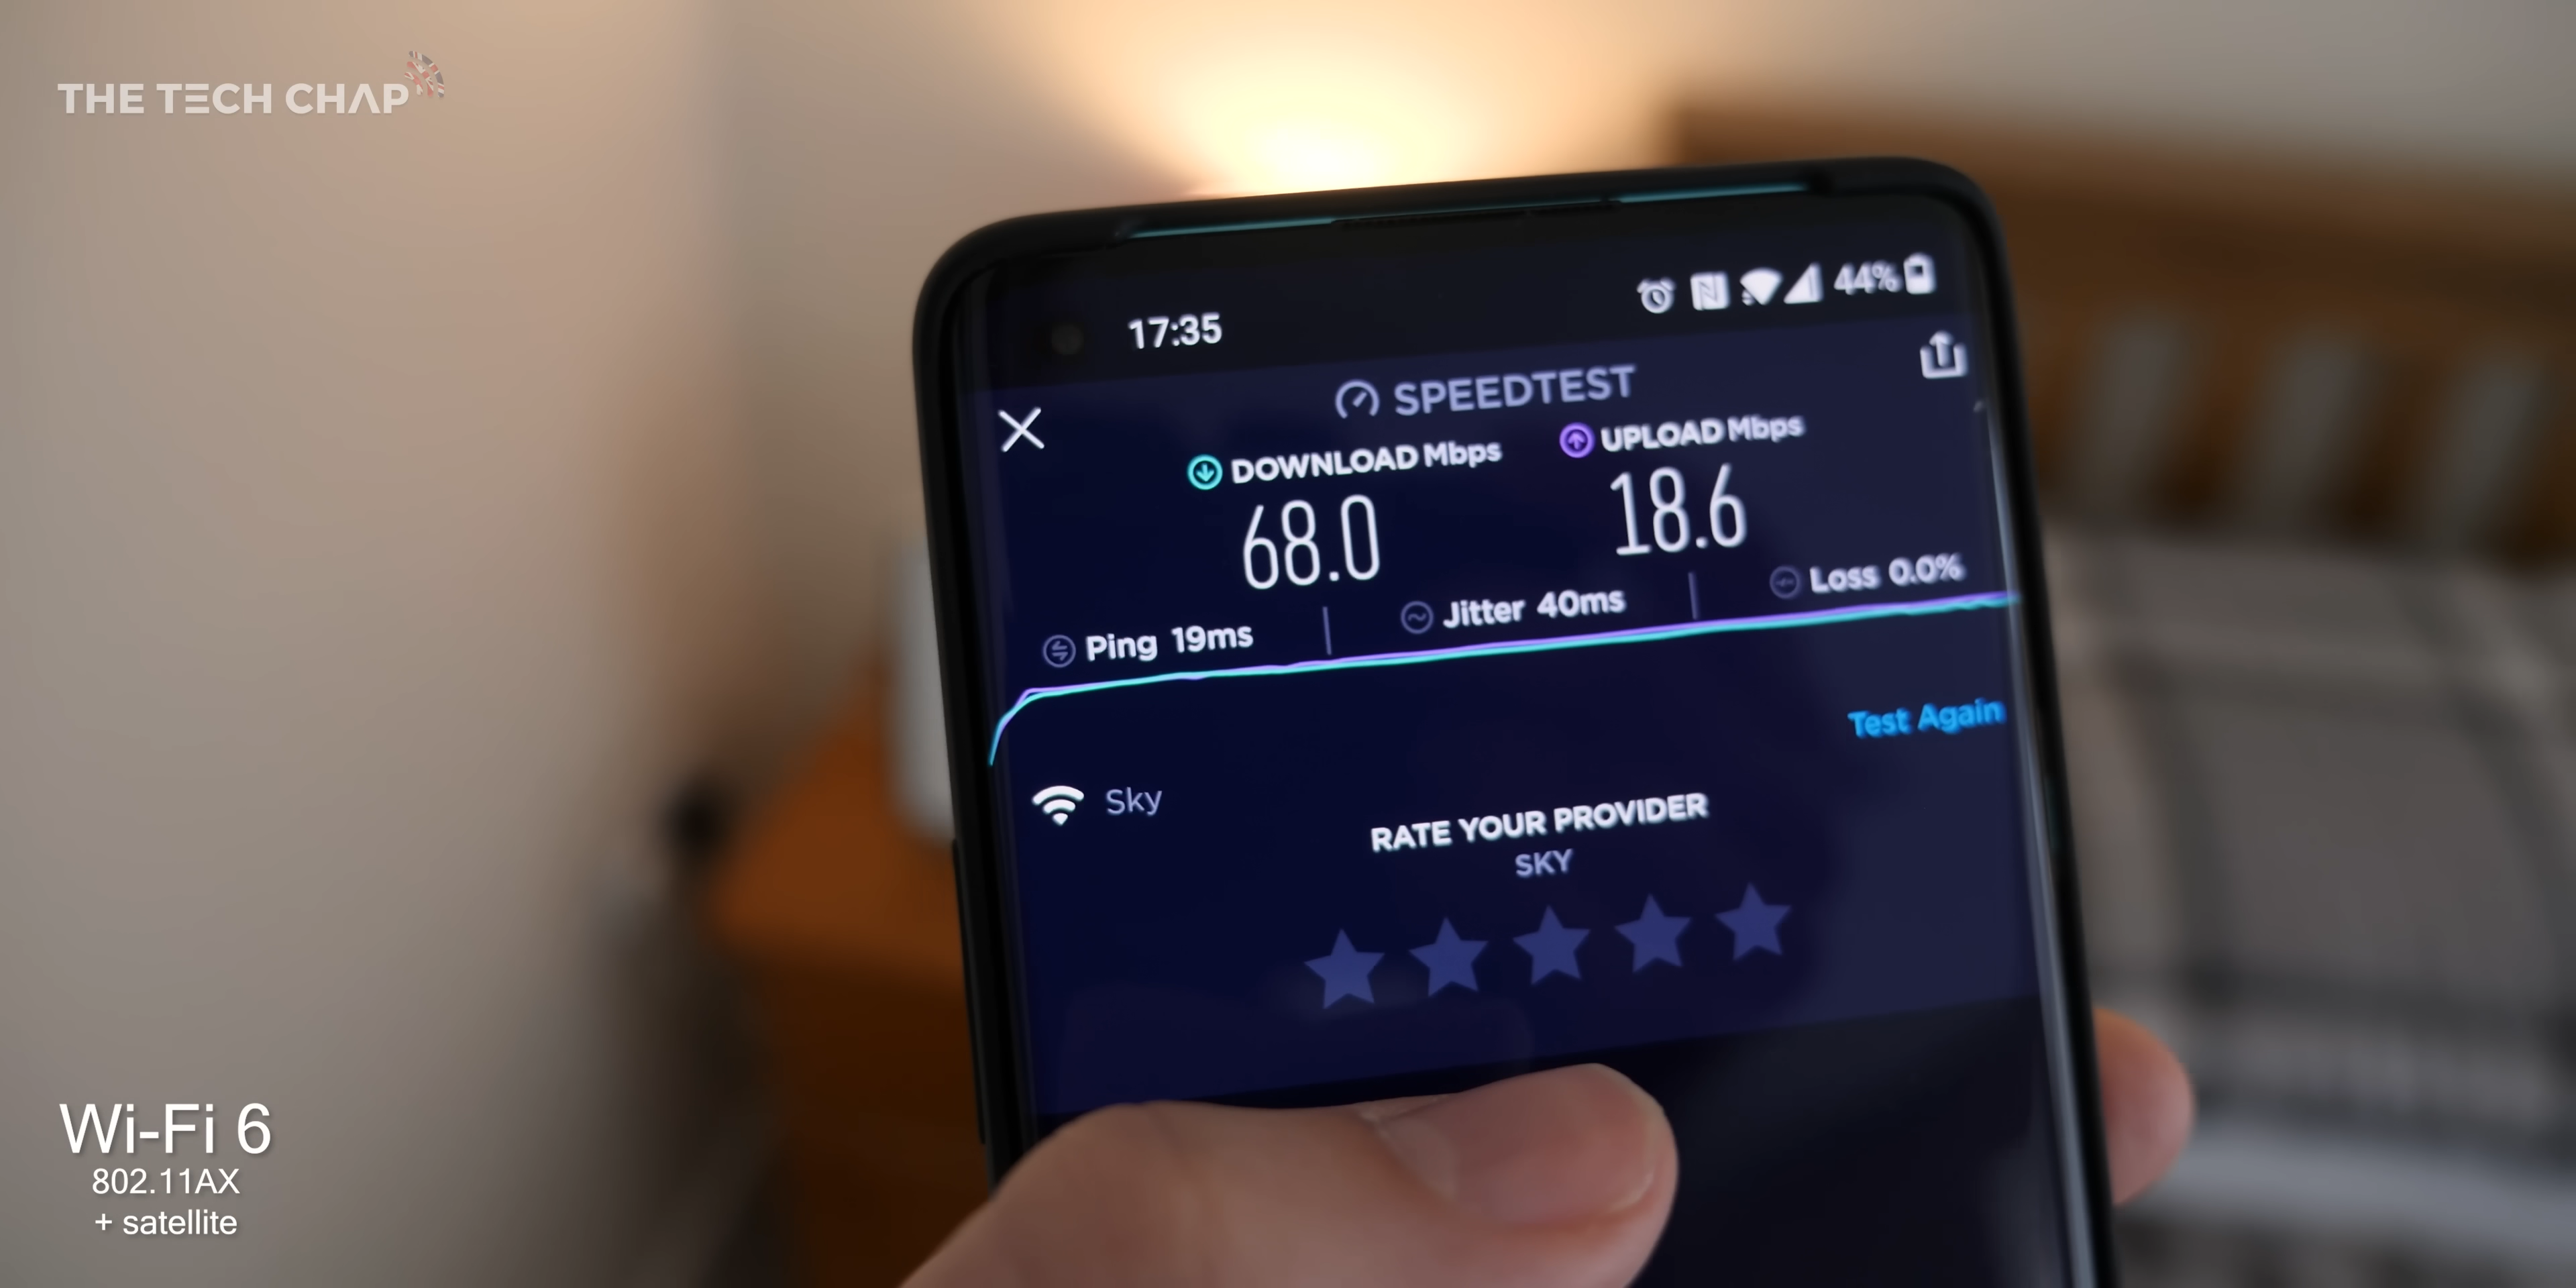 THE TECH CHAP
17:35
44%
SPEEDTEST
DOWNLOAD Mbps
68.0
UPLOAD Mbps
18.6
Ping 19ms
Jitter 40ms
Loss 0.0%
Test Again
Sky
RATE YOUR PROVIDER
SKY
Wi-Fi 6
802.11AX
+ satellite